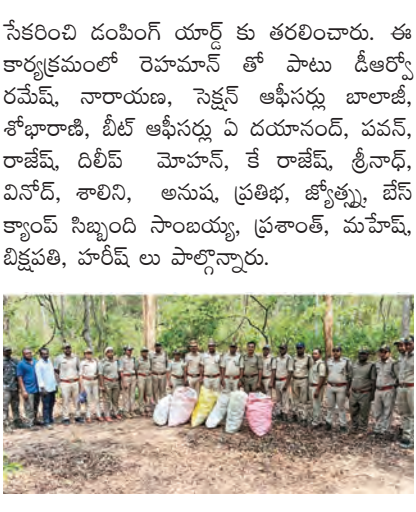 సేకరించి డంపింగ్ యార్డ్ కు తరలించారు. ఈ
కార్యక్రమంలో రెహమాన్ తో పాటు డీఆర్వో
రమేష్, నారాయణ, సెక్షన్ ఆఫీసర్లు బాలాజీ,
శోభారాణి, బీట్ ఆఫీసర్లు ఏ దయానంద్, పవన్,
రాజేష్, దిలీప్ మోహన్, కే రాజేష్, శ్రీనాధ్,
వినోద్, శాలిని, అనుష, ప్రతిభ, జ్యోత్స్న, బేస్
క్యాంప్ సిబ్బంది సాంబయ్య, ప్రశాంత్, మహేష్,
బిక్షపతి, హరీష్ లు పాల్గొన్నారు.